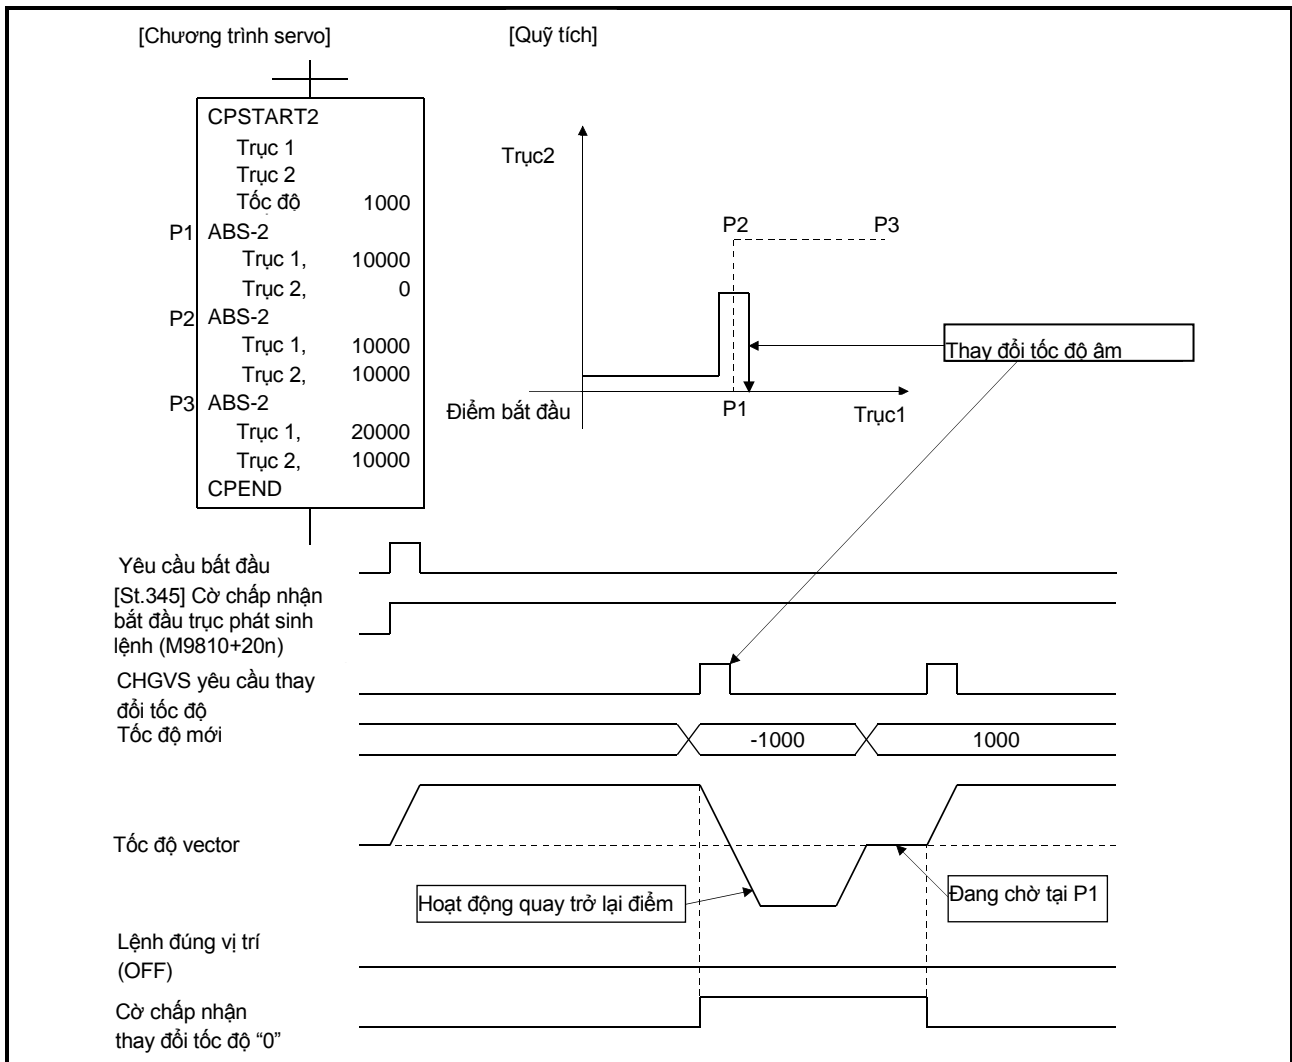 [Chương trình servo]
[Quỹ tích]
CPSTART2
Trục 1
Trục 2
Tốc độ 1000
P1 ABS-2
Trục 1, 10000
Trục 2, 0
P2 ABS-2
Trục 1, 10000
Trục 2, 10000
P3 ABS-2
Trục 1, 20000
Trục 2, 10000
CPEND
Trục2
P2 P3
Thay đổi tốc độ âm
Điểm bắt đầu
P1
Trục1
Yêu cầu bất đầu
[St.345] Cờ chấp nhận
bắt đầu trục phát sinh
lệnh (M9810+20n)
CHGVS yêu cầu thay
đổi tốc độ
Tốc độ mới
-1000 1000
Tốc độ vector
Hoạt động quay trở lại điểm
Đang chờ tại P1
Lệnh đúng vị trí
(OFF)
Cờ chấp nhận
thay đổi tốc độ “0”